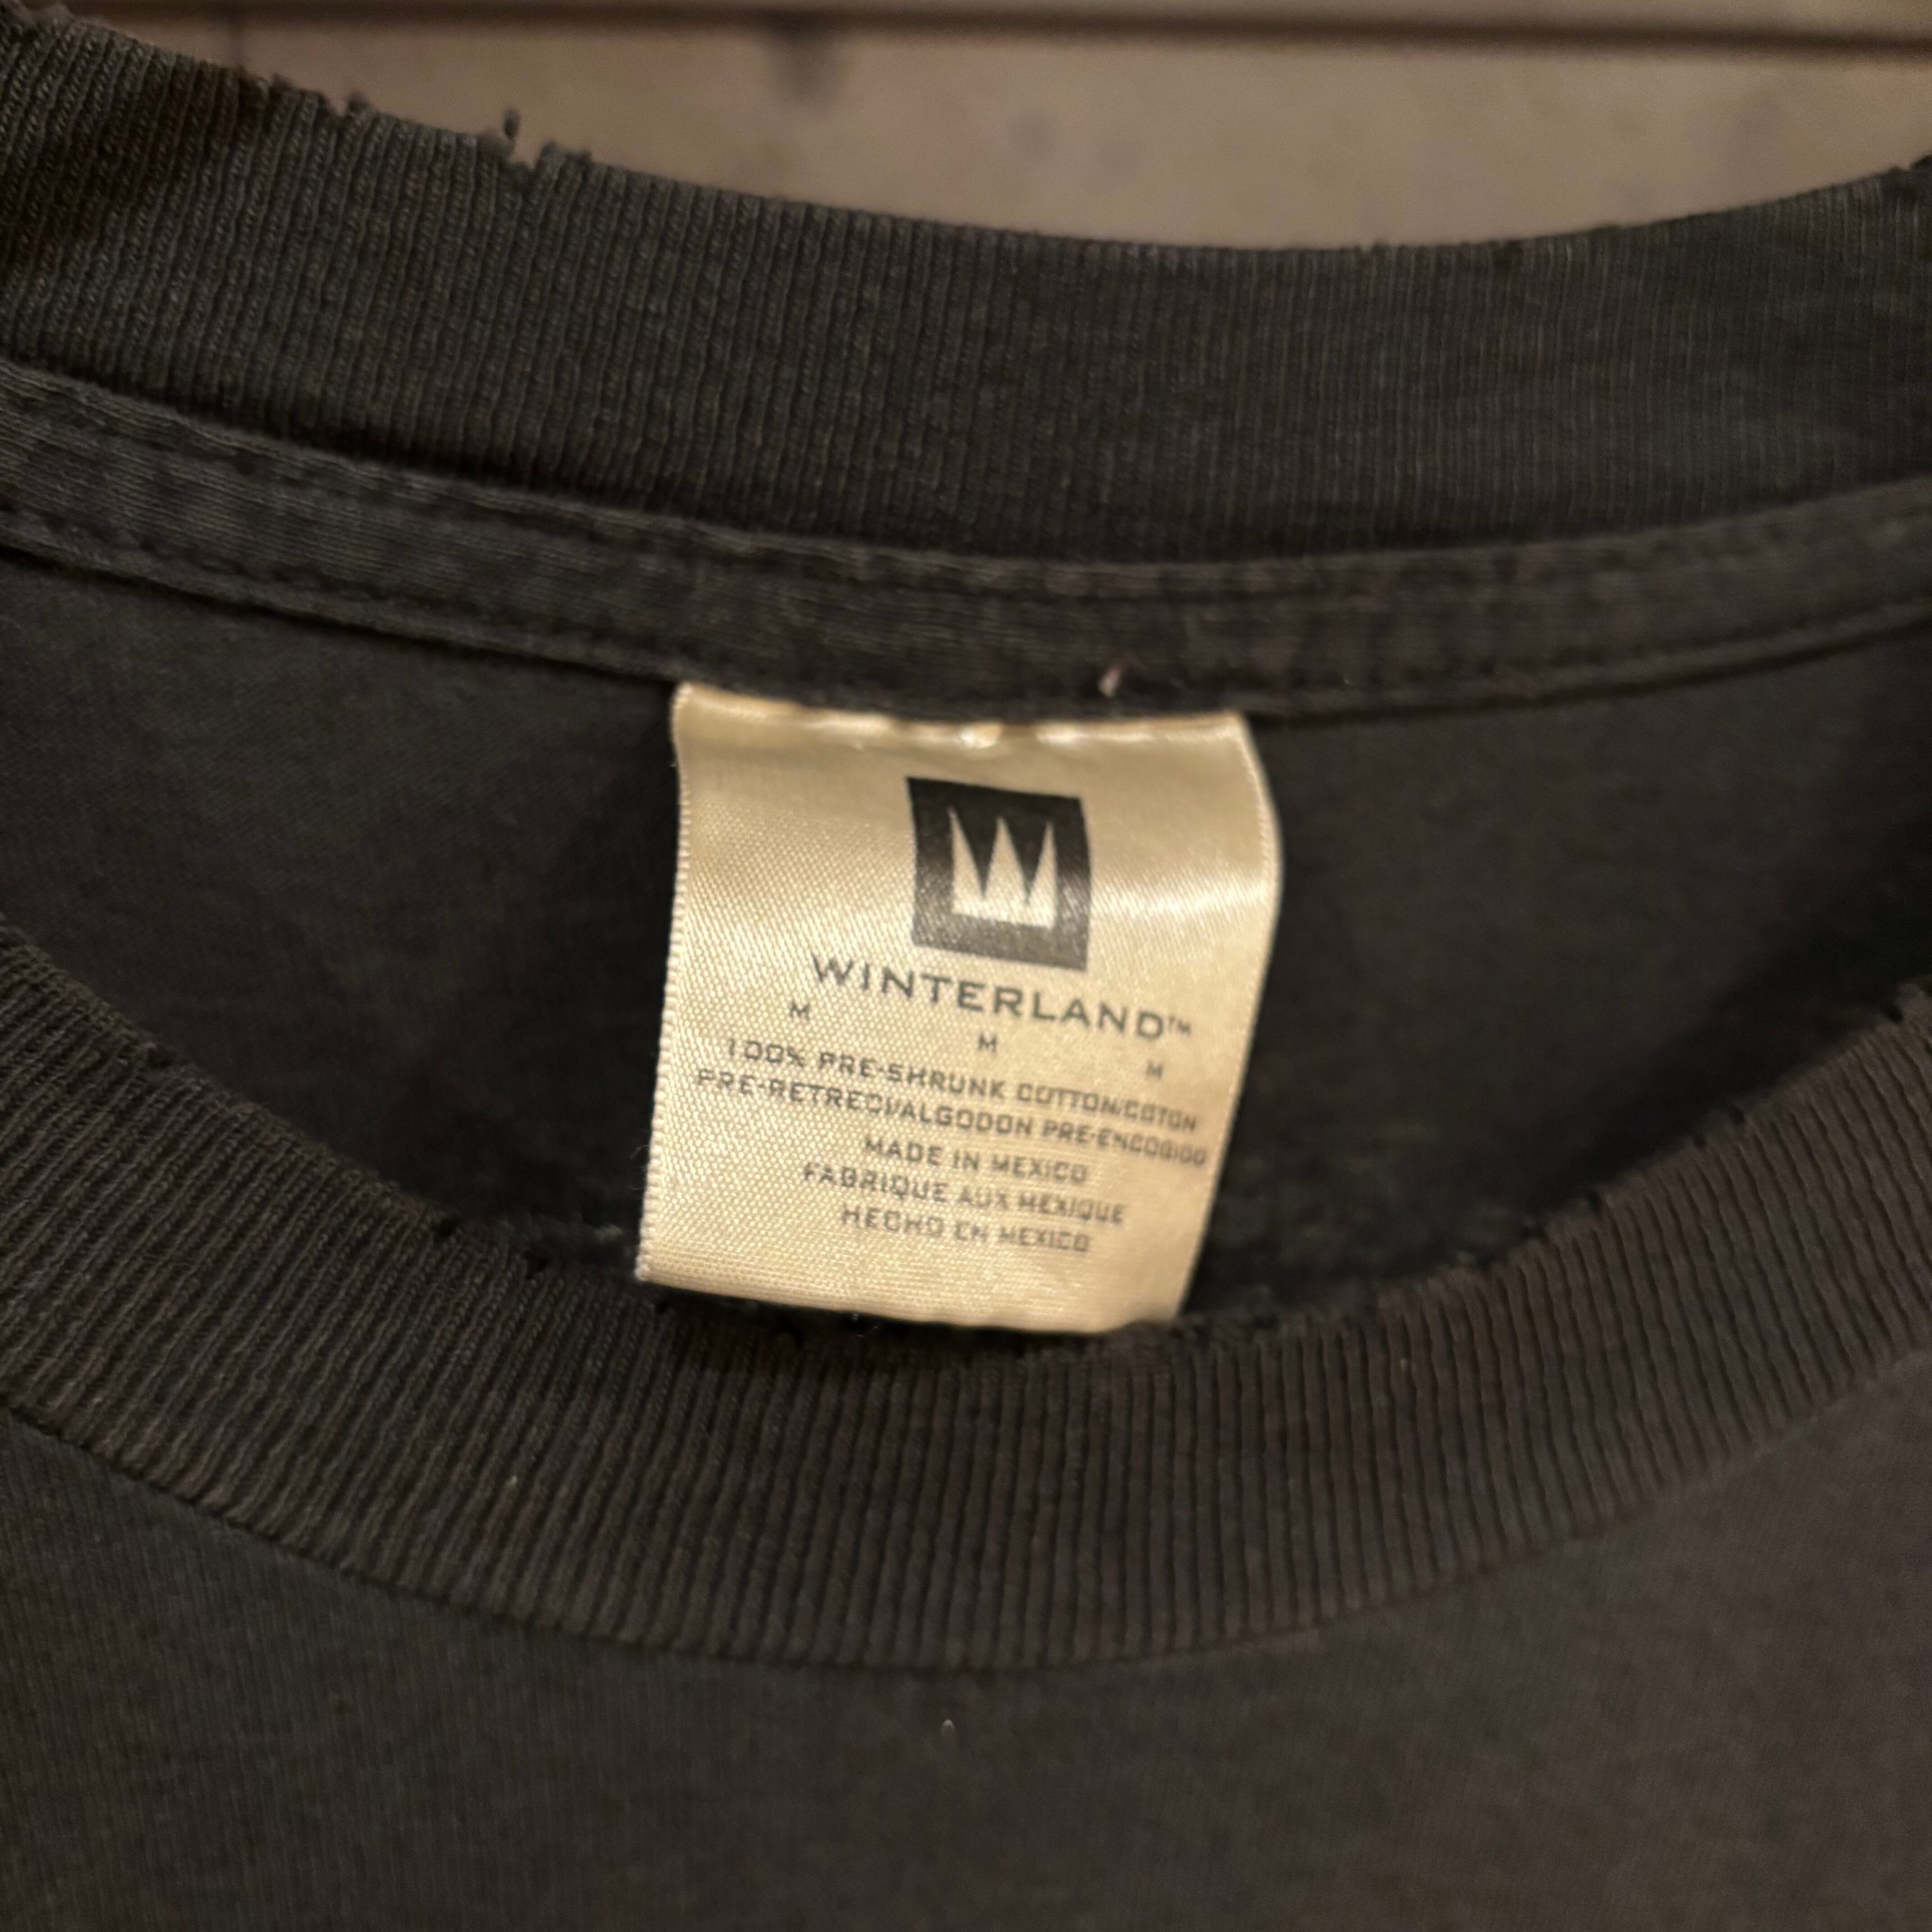 WINTERLAND™
M M M
100% PRE-SHRUNK COTTON/COTON
PRE-RETRECI/ALGODON PRE-ENCOGIDO
MADE IN MEXICO
FABRIQUE AUX MEXIQUE
HECHO EN MEXICO